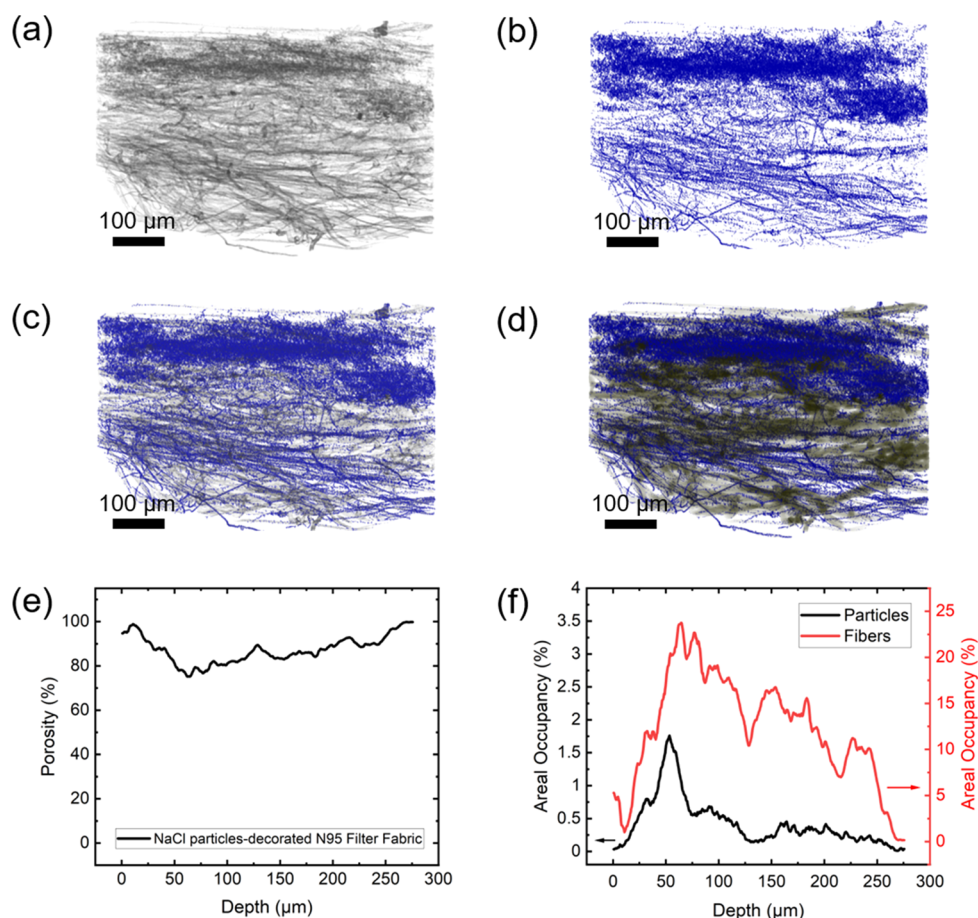 (a)
(b)
100 µm
100 µm
(c)
(d)
100 µm
100 µm
(e)
Porosity (%)
100
80
60
40
20
0
NaCl particles-decorated N95 Filter Fabric
0 50 100 150 200 250 300
Depth (µm)
(f)
Areal Occupancy (%)
4
3.5
3
2.5
2
1.5
1
0.5
0
Particles
Fibers
25
20
15
10
5
0
Areal Occupancy (%)
0 50 100 150 200 250 300
Depth (µm)